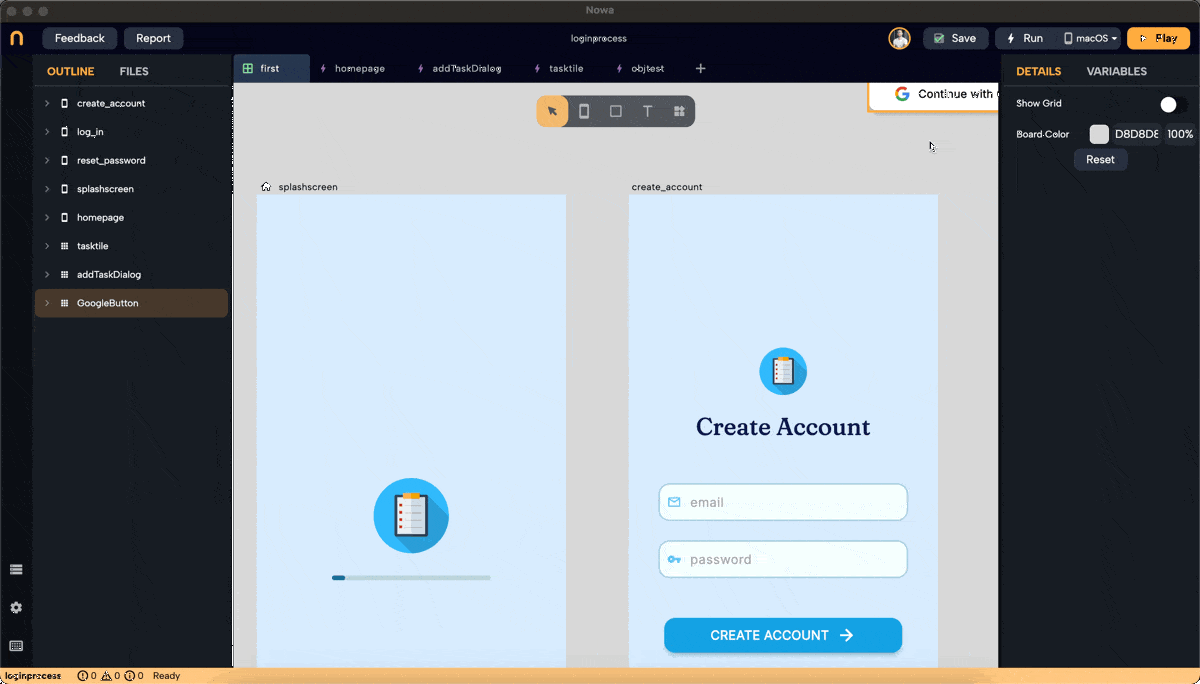 Nowa
Feedback
Report
loginprocess
Save
Run
macOS
Play
OUTLINE
FILES
first
homepage
addTaskDialog
tasktile
objtest
DETAILS
VARIABLES
create_account
log_in
reset_password
splashscreen
homepage
tasktile
addTaskDialog
GoogleButton
Continue with
Show Grid
Board Color
D8D8D8
100%
Reset
splashscreen
create_account
Create Account
email
password
CREATE ACCOUNT
loginprocess
0
0
0
Ready